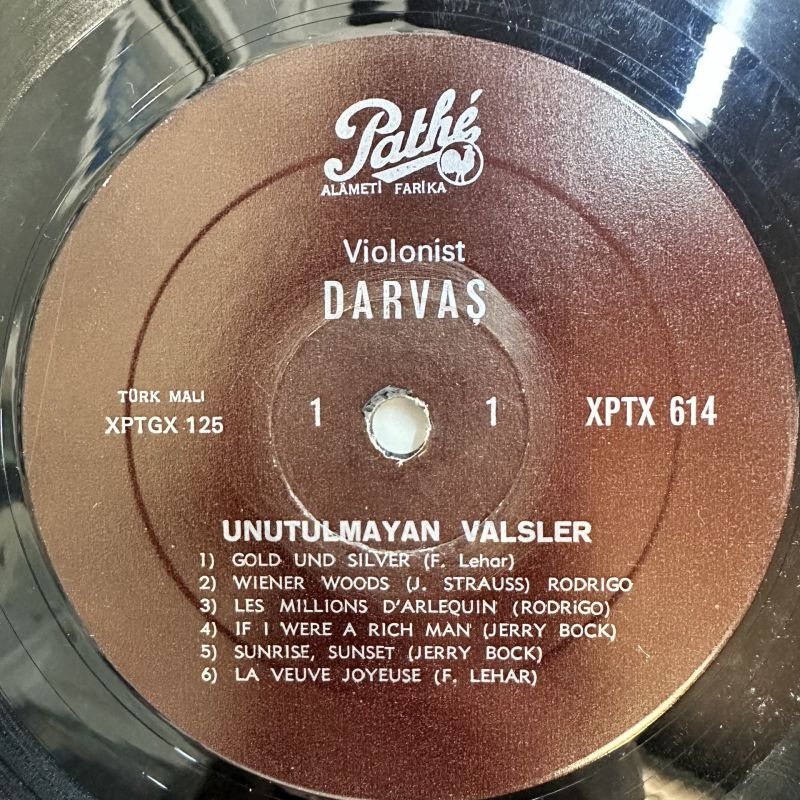 Pathé
ALÂMETİ FARİKA
Violonist
DARVAŞ
TÜRK MALI
XPTGX 125
1
1
XPTX 614
UNUTULMAYAN VALSLER
1) GOLD UND SILVER (F. Lehar)
2) WIENER WOODS (J. STRAUSS) RODRIGO
3) LES MILLIONS D'ARLEQUIN (RODRiGO)
4) IF I WERE A RICH MAN (JERRY BOCK)
5) SUNRISE, SUNSET (JERRY BOCK)
6) LA VEUVE JOYEUSE (F. LEHAR)